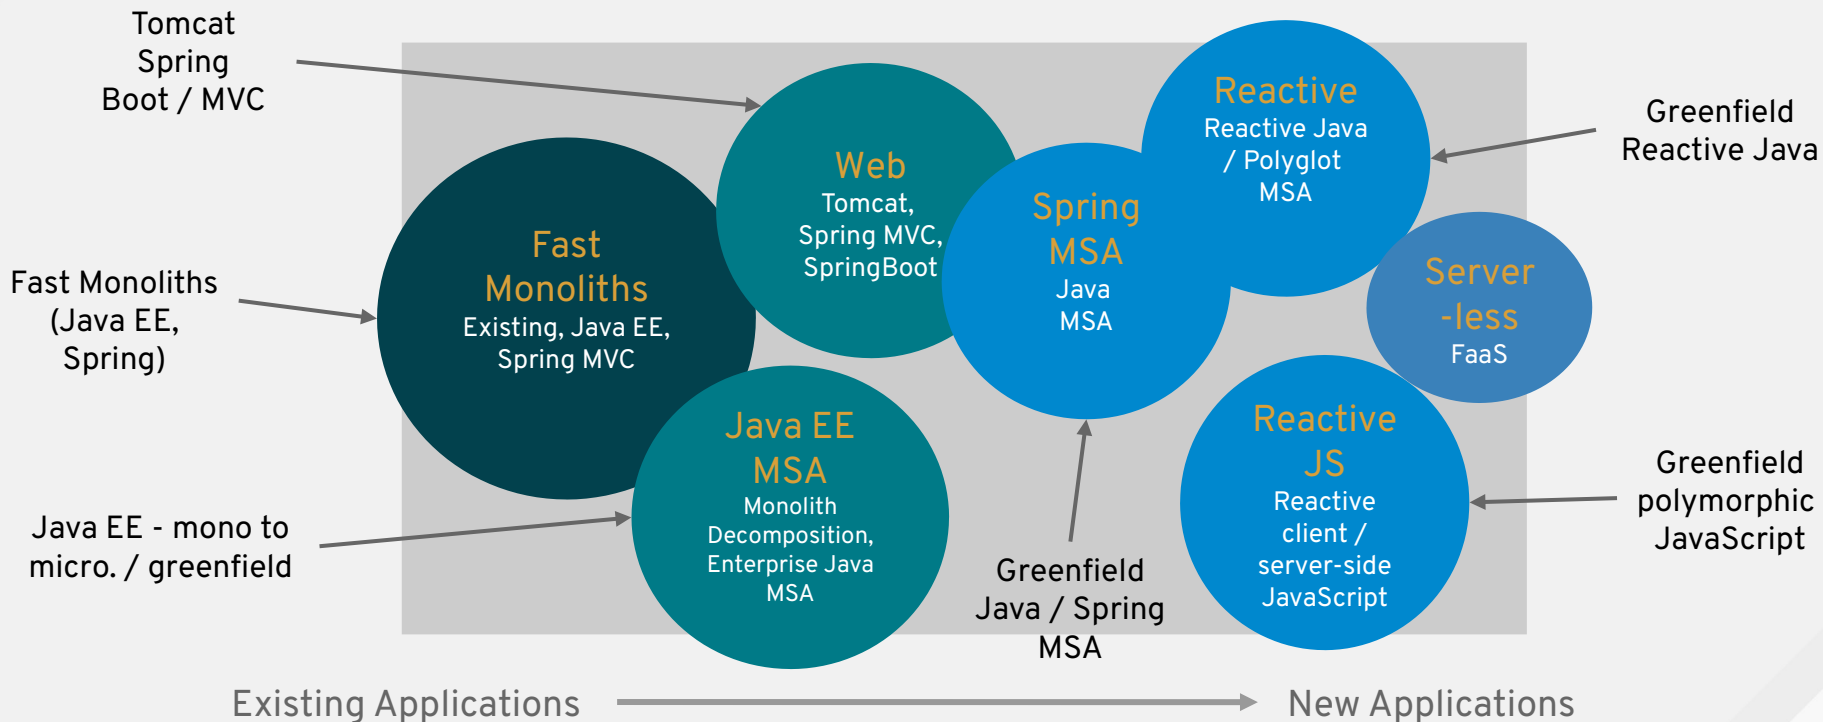 Tomcat
Spring
Boot / MVC
Fast Monoliths
(Java EE,
Spring)
Java EE - mono to
micro. / greenfield
Fast
Monoliths
Existing, Java EE,
Spring MVC
Web
Tomcat,
Spring MVC,
SpringBoot
Java EE
MSA
Monolith
Decomposition,
Enterprise Java
MSA
Spring
MSA
Java
MSA
Greenfield
Java / Spring
MSA
Reactive
Reactive Java
/ Polyglot
MSA
Server
-less
FaaS
Reactive
JS
Reactive
client /
server-side
JavaScript
Greenfield
Reactive Java
Greenfield
polymorphic
JavaScript
Existing Applications
New Applications